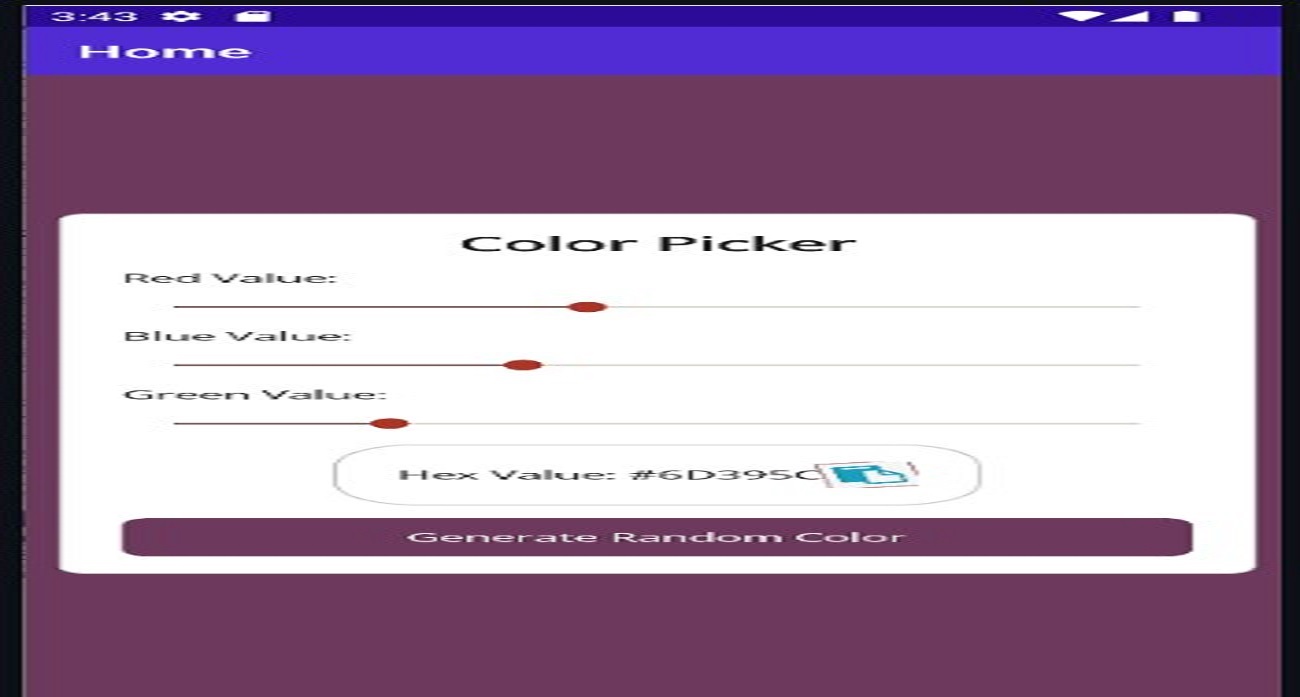 3:43
Home
Color Picker
Red Value:
Blue Value:
Green Value:
Hex Value: #6D395C
Generate Random Color